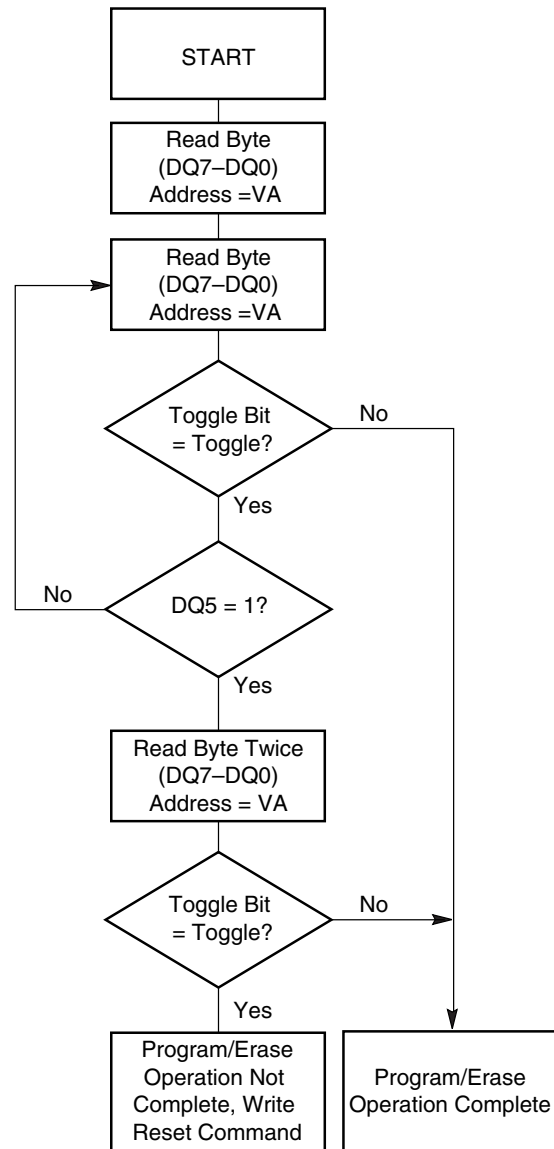 START
Read Byte
(DQ7–DQ0)
Address =VA
Read Byte
(DQ7–DQ0)
Address =VA
Toggle Bit
= Toggle?
No
Yes
No
DQ5 = 1?
Yes
Read Byte Twice
(DQ7–DQ0)
Address = VA
Toggle Bit
= Toggle?
No
Yes
Program/Erase
Operation Not
Complete, Write
Reset Command
Program/Erase
Operation Complete